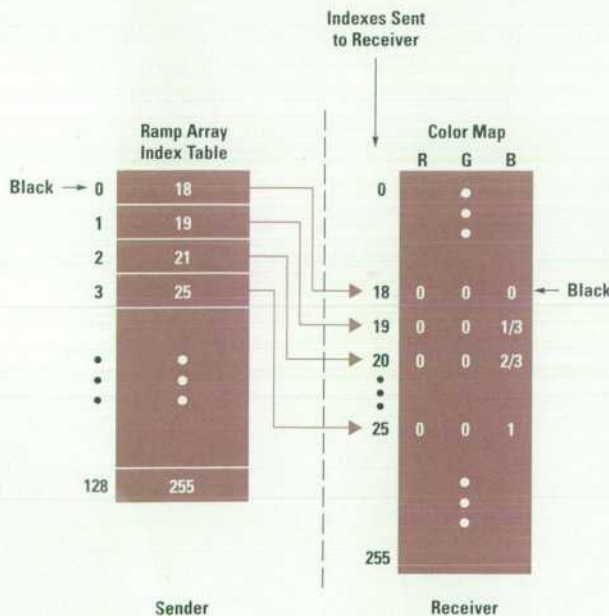 Indexes Sent
to Receiver
Ramp Array
Index Table
Color Map
R G B
Black 0 18
1 19
2 21
3 25
128 255
0
18 0 0 0 Black
19 0 0 1/3
20 0 0 2/3
25 0 0 1
255
Sender
Receiver